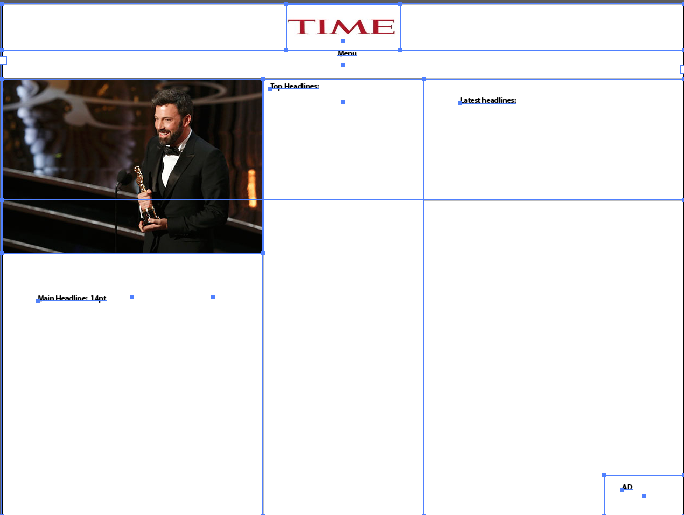 TIME
Menu
Top Headlines:
Latest headlines:
Main Headline: 14pt
AD